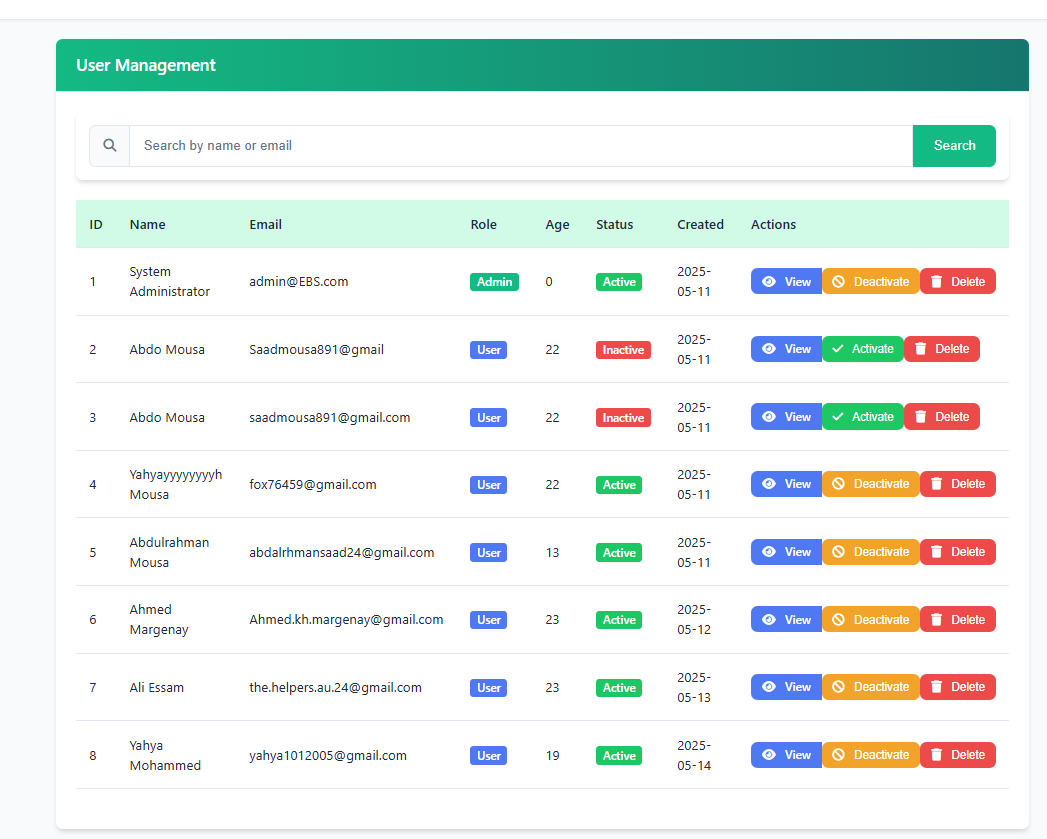 User Management
Search by name or email Search
ID Name Email Role Age Status Created Actions
1 System Administrator admin@EBS.com Admin 0 Active 2025-05-11 View Deactivate Delete
2 Abdo Mousa Saadmousa891@gmail User 22 Inactive 2025-05-11 View Activate Delete
3 Abdo Mousa saadmousa891@gmail.com User 22 Inactive 2025-05-11 View Activate Delete
4 Yahyayyyyyyyyh Mousa fox76459@gmail.com User 22 Active 2025-05-11 View Deactivate Delete
5 Abdulrahman Mousa abdalrhmansaad24@gmail.com User 13 Active 2025-05-11 View Deactivate Delete
6 Ahmed Margenay Ahmed.kh.margenay@gmail.com User 23 Active 2025-05-12 View Deactivate Delete
7 Ali Essam the.helpers.au.24@gmail.com User 23 Active 2025-05-13 View Deactivate Delete
8 Yahya Mohammed yahya1012005@gmail.com User 19 Active 2025-05-14 View Deactivate Delete